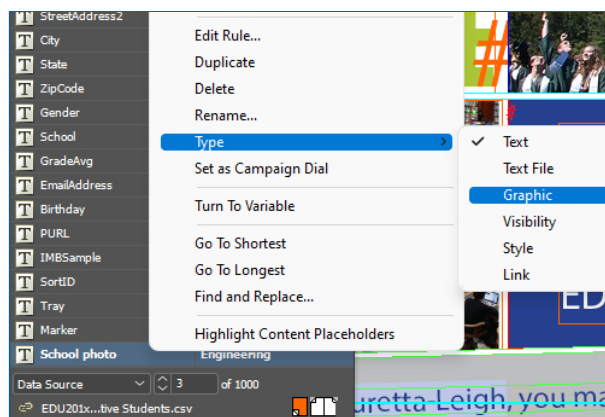 StreetAddress2
City
State
ZipCode
Gender
School
GradeAvg
EmailAddress
Birthday
PURL
IMBSample
SortID
Tray
Marker
School photo Engineering
Data Source 3 of 1000
EDU201x...tive Students.csv
Edit Rule...
Duplicate
Delete
Rename...
Type
Set as Campaign Dial
Turn To Variable
Go To Shortest
Go To Longest
Find and Replace...
Highlight Content Placeholders
Text
Text File
Graphic
Visibility
Style
Link
#
EDU
uretta-Leigh, you ma